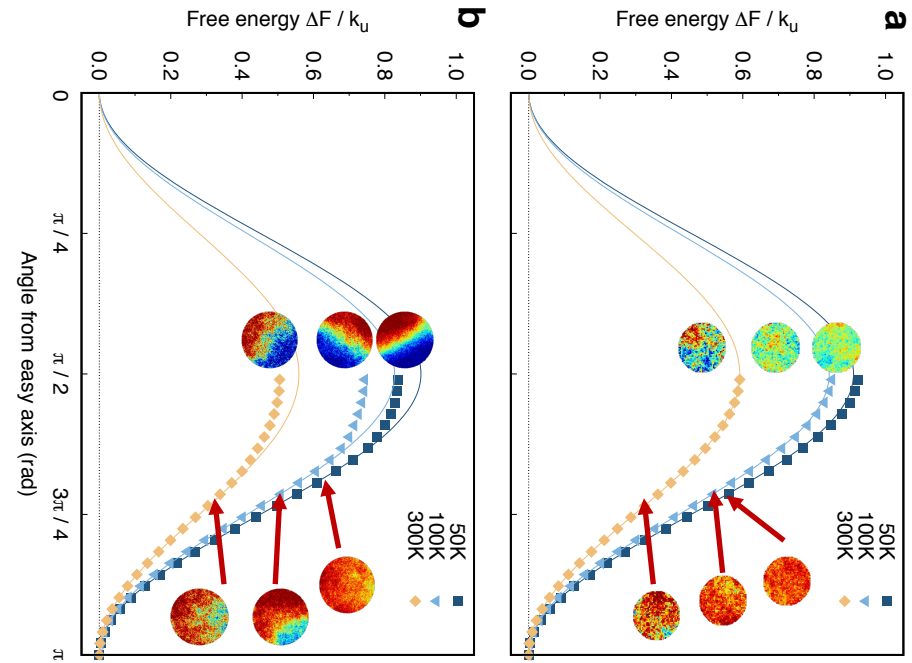 a
Free energy ΔF / kᵤ
0.0
0.2
0.4
0.6
0.8
1.0
50K
100K
300K
b
Free energy ΔF / kᵤ
0.0
0.2
0.4
0.6
0.8
1.0
50K
100K
300K
0
π / 4
π / 2
3π / 4
π
Angle from easy axis (rad)